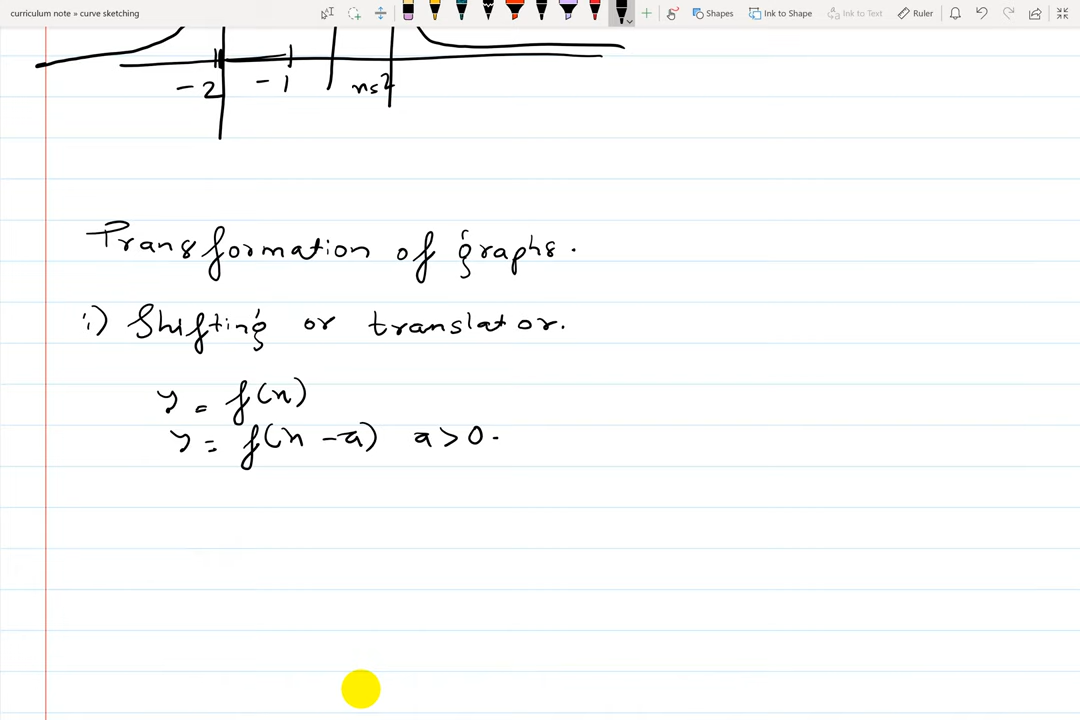 curriculum note » curve sketching
Shapes Ink to Shape Ink to Text Ruler
-2 -1 x=2
Transformation of graphs.
i) Shifting or translator.
y = f(x)
y = f(x - a) a > 0.